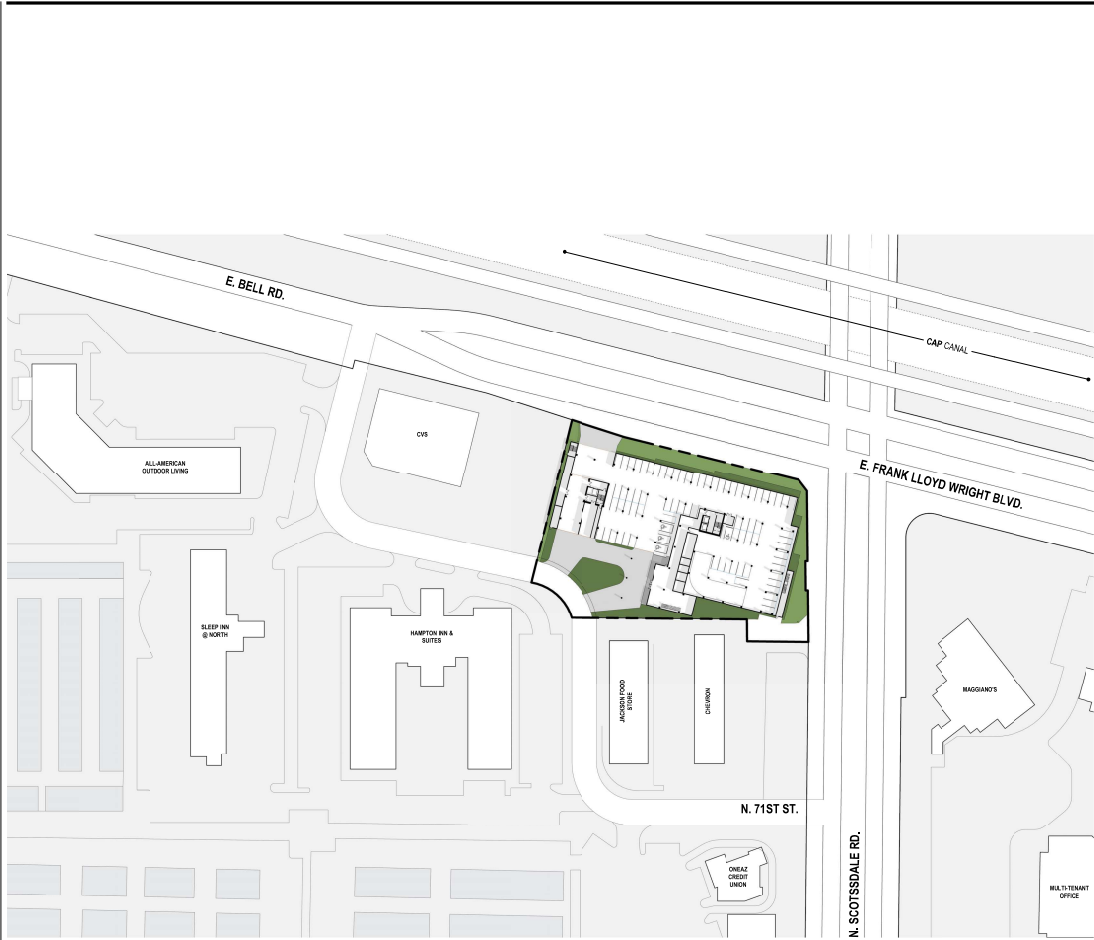 E. BELL RD.
CAP CANAL
CVS
ALL-AMERICAN
OUTDOOR LIVING
E. FRANK LLOYD WRIGHT BLVD.
SLEEP INN
@ NORTH
HAMPTON INN &
SUITES
JACKSON FOOD
STORE
CHEVRON
MAGGIANO'S
N. 71ST ST.
N. SCOTSSDALE RD.
ONEAZ
CREDIT
UNION
MULTI-TENANT
OFFICE